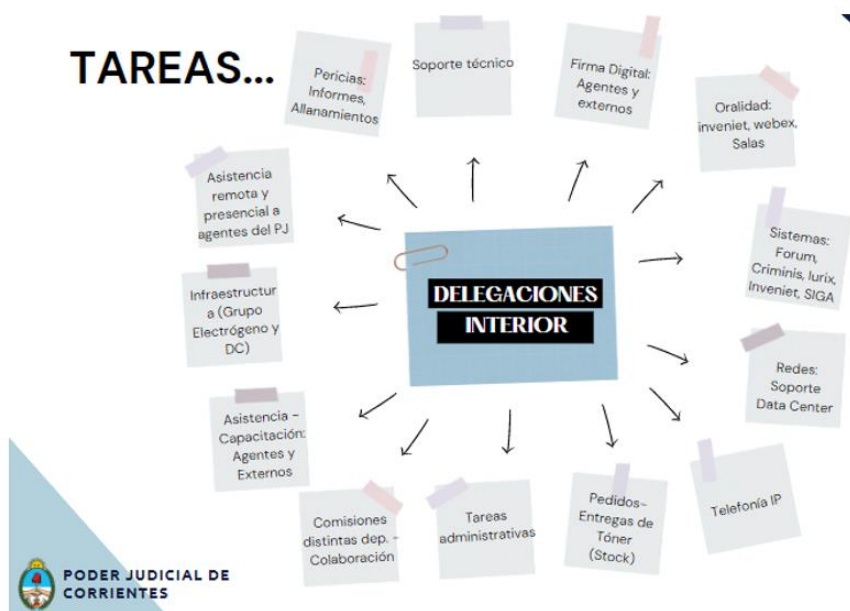 TAREAS...
Pericias:
Informes,
Allanamientos
Soporte técnico
Firma Digital:
Agentes y
externos
Oralidad:
inveniet, webex,
Salas
Asistencia
remota y
presencial a
agentes del PJ
Sistemas:
Forum,
Criminis, Iurix,
Inveniet, SIGA
Infraestructur
a (Grupo
Electrógeno y
DC)
DELEGACIONES
INTERIOR
Redes:
Soporte
Data Center
Asistencia -
Capacitación:
Agentes y
Externos
Comisiones
distintas dep. -
Colaboración
Tareas
administrativas
Pedidos-
Entregas de
Tóner
(Stock)
Telefonía IP
PODER JUDICIAL DE
CORRIENTES